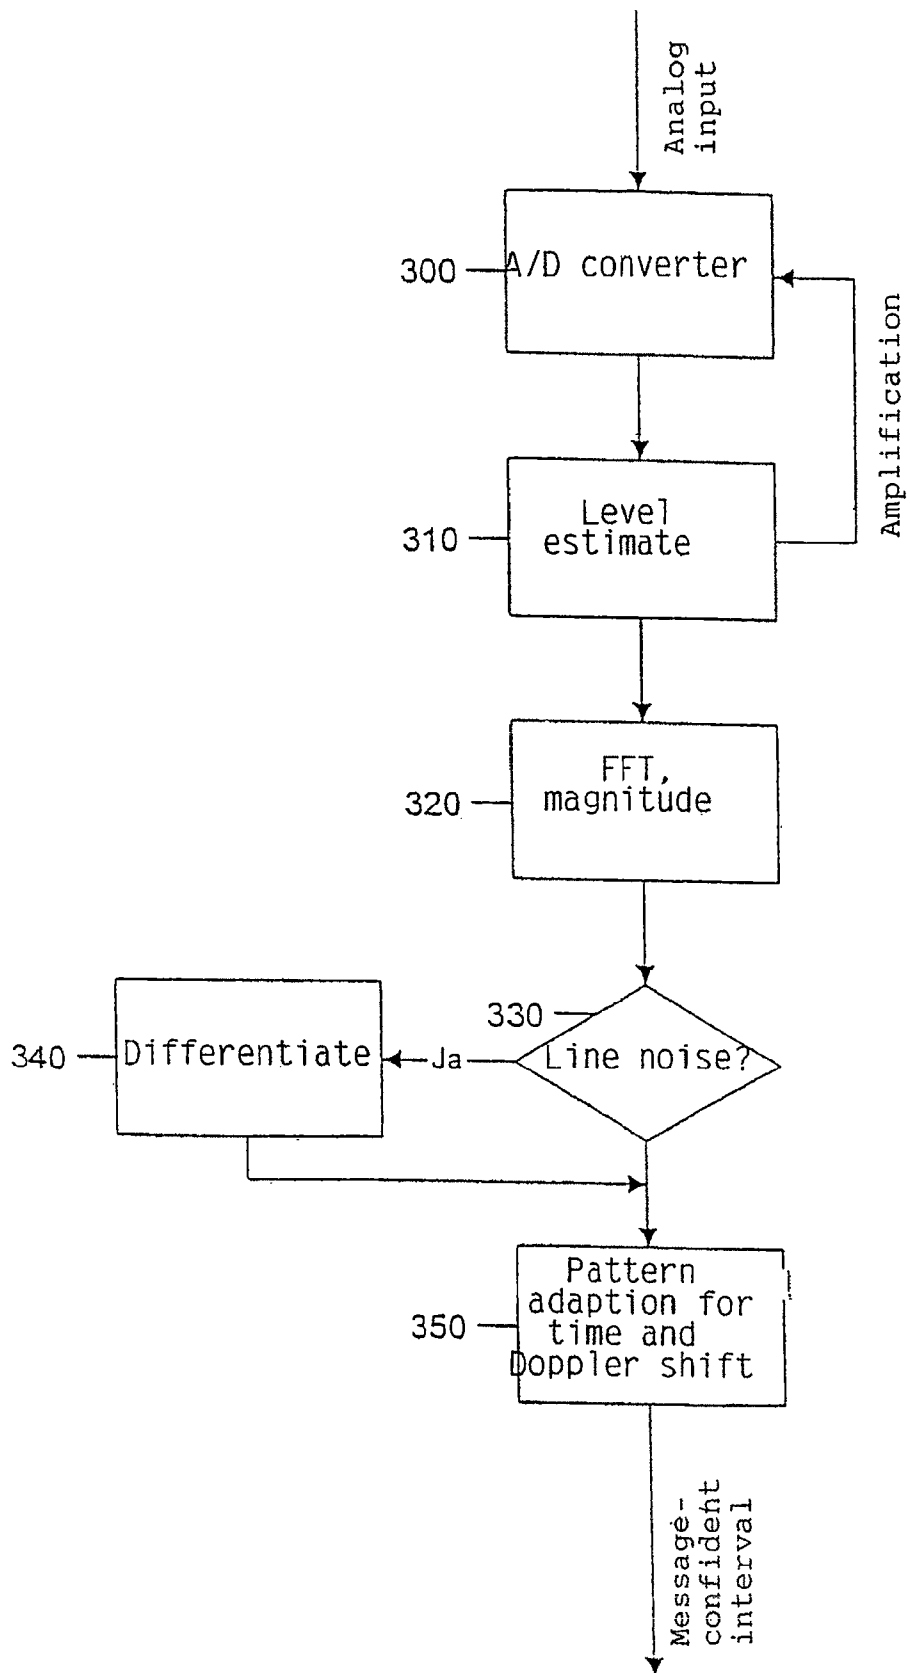 Analog
input
300
A/D converter
Amplification
310
Level
estimate
320
FFT,
magnitude
330
Line noise?
Ja
340
Differentiate
350
Pattern
adaption for
time and
Doppler shift
Message-
confident
interval